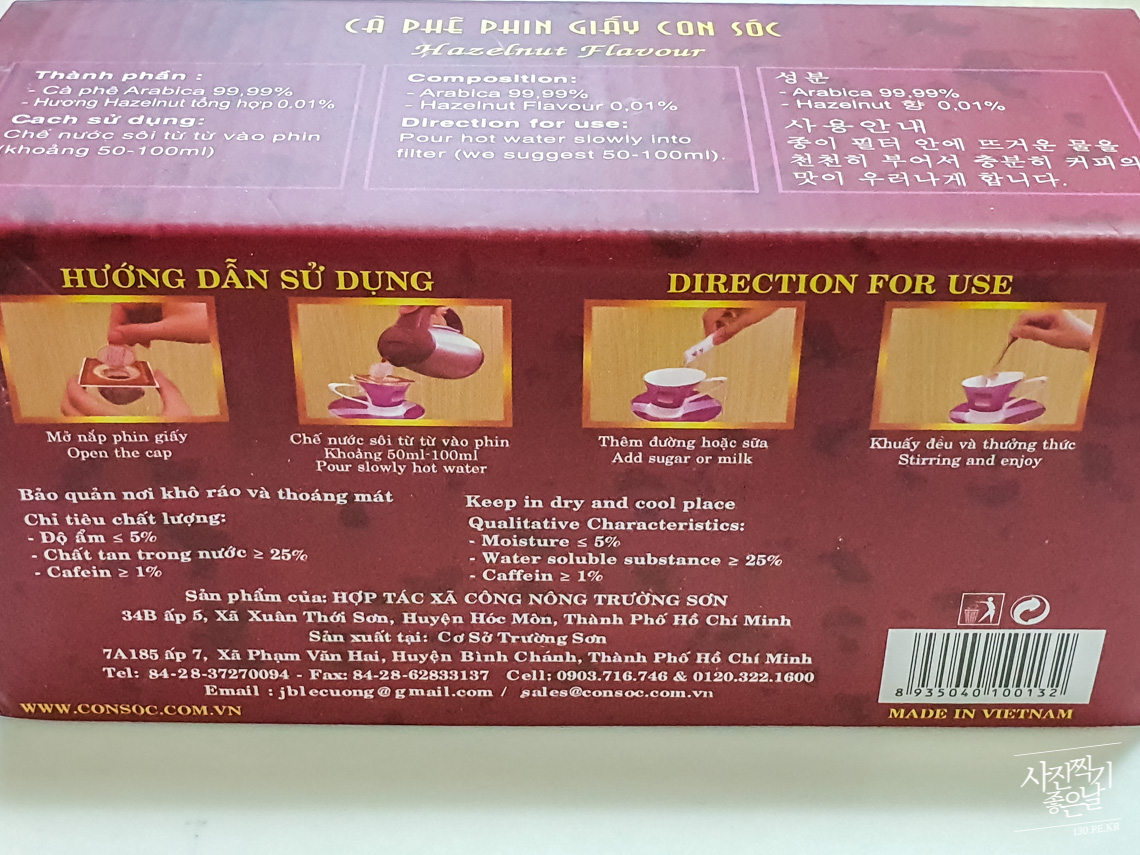 CÀ PHÊ PHIN GIẤY CON SÓC
Hazelnut Flavour
Thành phần :
- Cà phê Arabica 99,99%
- Hương Hazelnut tổng hợp 0,01%
Cach sử dụng:
Chế nước sôi từ từ vào phin
(khoảng 50-100ml)
Composition:
- Arabica 99,99%
- Hazelnut Flavour 0,01%
Direction for use:
Pour hot water slowly into
filter (we suggest 50-100ml).
성분
- Arabica 99,99%
- Hazelnut 향 0,01%
사용안내
종이 필터 안에 뜨거운 물을
천천히 부어서 충분히 커피의
맛이 우러나게 합니다.
HƯỚNG DẪN SỬ DỤNG
DIRECTION FOR USE
Mở nắp phin giấy
Open the cap
Chế nước sôi từ từ vào phin
Khoảng 50ml-100ml
Pour slowly hot water
Thêm đường hoặc sữa
Add sugar or milk
Khuấy đều và thưởng thức
Stirring and enjoy
Bảo quản nơi khô ráo và thoáng mát
Chỉ tiêu chất lượng:
- Độ ẩm ≤ 5%
- Chất tan trong nước ≥ 25%
- Cafein ≥ 1%
Keep in dry and cool place
Qualitative Characteristics:
- Moisture ≤ 5%
- Water soluble substance ≥ 25%
- Caffein ≥ 1%
Sản phẩm của: HỢP TÁC XÃ CÔNG NÔNG TRƯỜNG SƠN
34B ấp 5, Xã Xuân Thới Sơn, Huyện Hóc Môn, Thành Phố Hồ Chí Minh
Sản xuất tại: Cơ Sở Trường Sơn
7A185 ấp 7, Xã Phạm Văn Hai, Huyện Bình Chánh, Thành Phố Hồ Chí Minh
Tel: 84-28-37270094 - Fax: 84-28-62833137 Cell: 0903.716.746 & 0120.322.1600
Email : jblecuong@gmail.com / sales@consoc.com.vn
WWW.CONSOC.COM.VN
8 935040 100132
MADE IN VIETNAM
사진찍기
좋은날
130.PE.KR